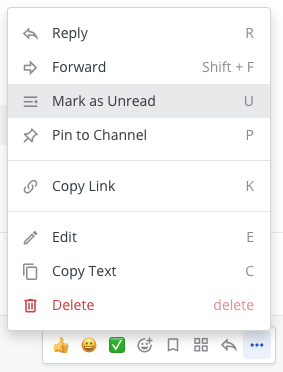 Reply R
Forward Shift + F
Mark as Unread U
Pin to Channel P
Copy Link K
Edit E
Copy Text C
Delete delete